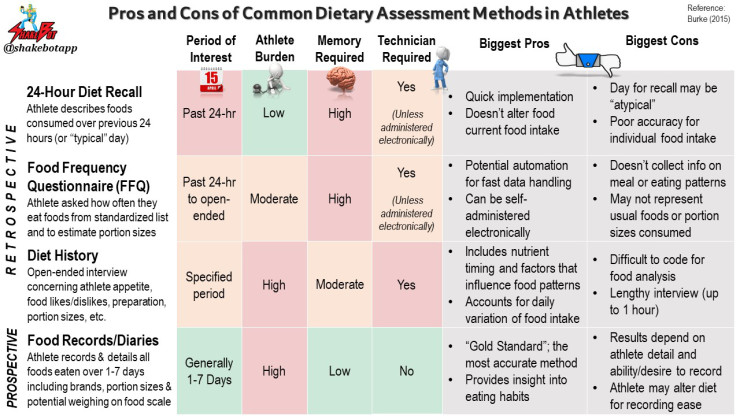 Pros and Cons of Common Dietary Assessment Methods in Athletes
Reference:
Burke (2015)
SHAKEBOT
@shakebotapp
Period of
Interest
Athlete
Burden
Memory
Required
Technician
Required
Biggest Pros
Biggest Cons
15
APRIL
RETROSPECTIVE
24-Hour Diet Recall
Athlete describes foods
consumed over previous 24
hours (or “typical” day)
Past 24-hr
Low
High
Yes
(Unless
administered
electronically)
• Quick implementation
• Doesn’t alter food
current food intake
• Day for recall may be
“atypical”
• Poor accuracy for
individual food intake
Food Frequency
Questionnaire (FFQ)
Athlete asked how often they
eat foods from standardized list
and to estimate portion sizes
Past 24-hr
to open-
ended
Moderate
High
Yes
(Unless
administered
electronically)
• Potential automation
for fast data handling
• Can be self-
administered
electronically
• Doesn’t collect info on
meal or eating patterns
• May not represent
usual foods or portion
sizes consumed
Diet History
Open-ended interview
concerning athlete appetite,
food likes/dislikes, preparation,
portion sizes, etc.
Specified
period
High
Moderate
Yes
• Includes nutrient
timing and factors that
influence food patterns
• Accounts for daily
variation of food intake
• Difficult to code for
food analysis
• Lengthy interview (up
to 1 hour)
PROSPECTIVE
Food Records/Diaries
Athlete records & details all
foods eaten over 1-7 days
including brands, portion sizes &
potential weighing on food scale
Generally
1-7 Days
High
Low
No
• “Gold Standard”; the
most accurate method
• Provides insight into
eating habits
• Results depend on
athlete detail and
ability/desire to record
• Athlete may alter diet
for recording ease